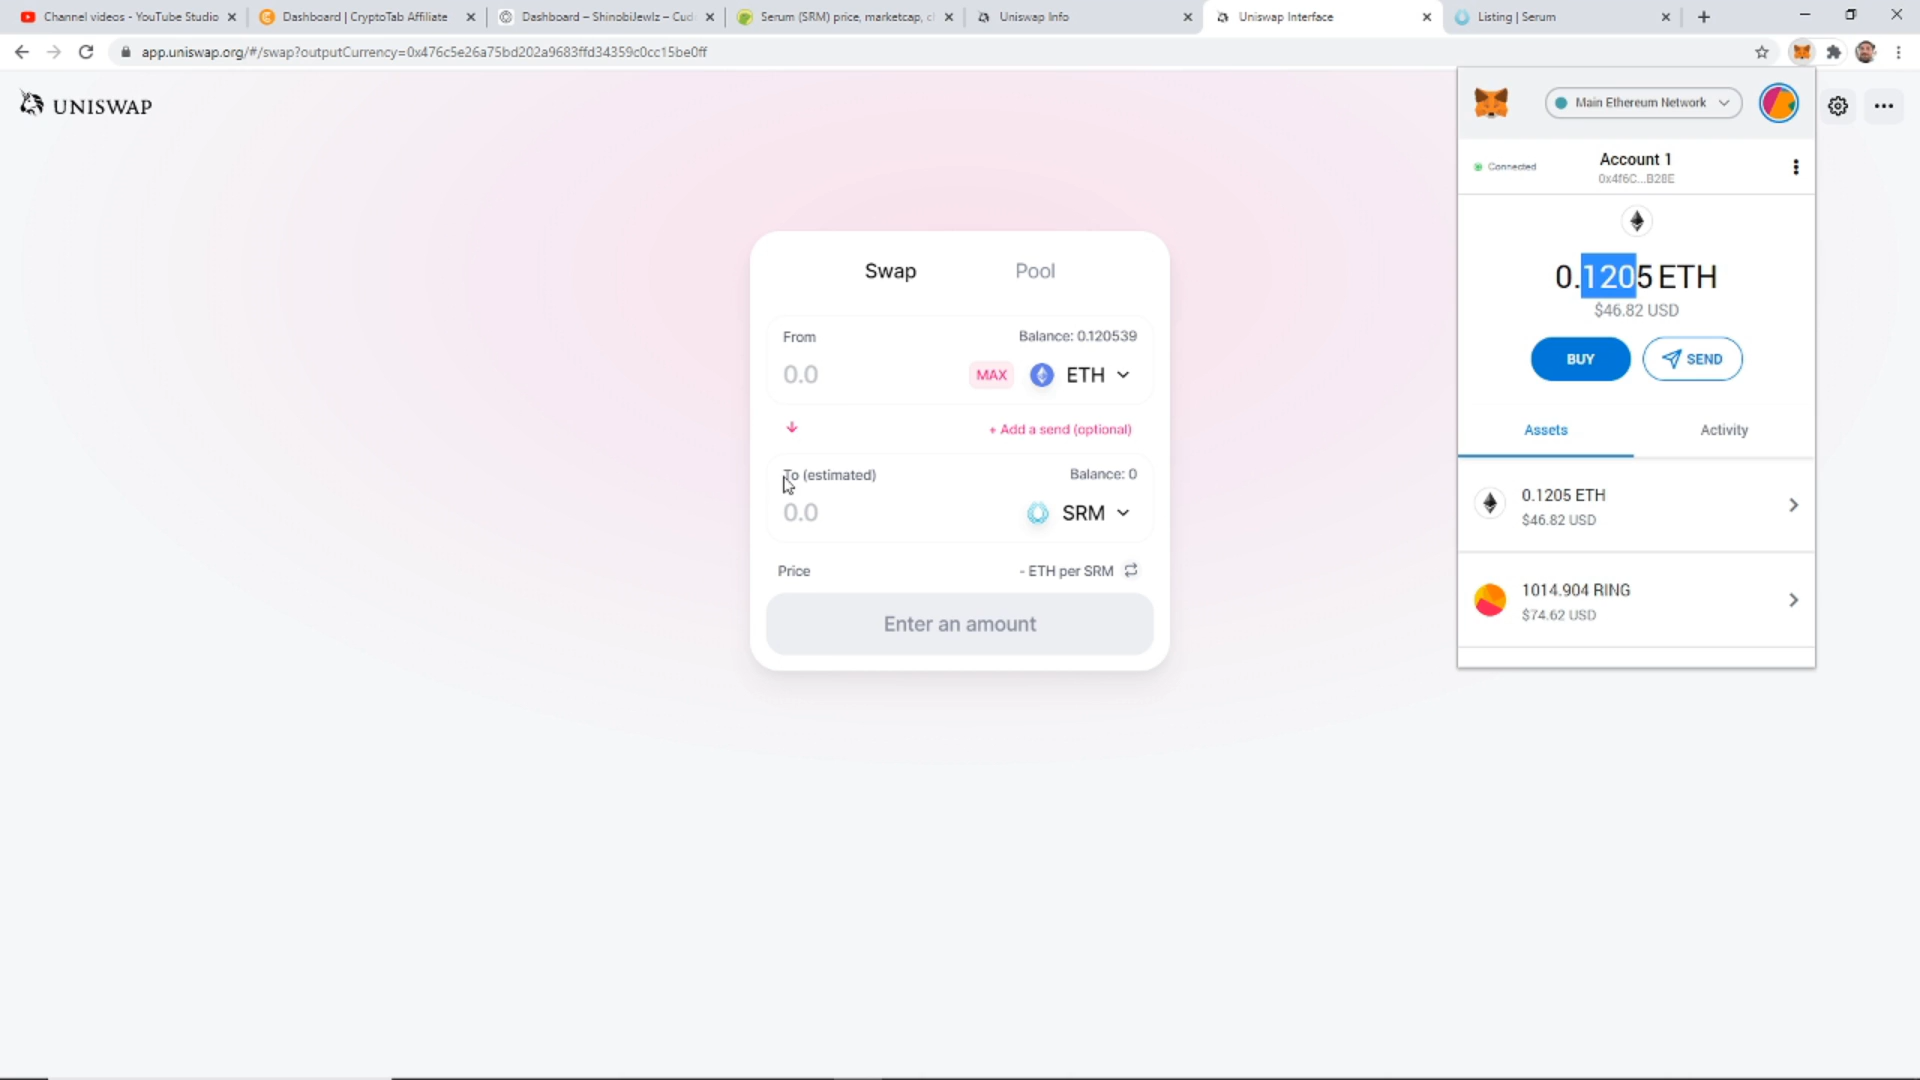 Channel videos - YouTube Studio
Dashboard | CryptoTab Affiliate
Dashboard – ShinobiJewlz – Cud
Serum (SRM) price, marketcap, c
Uniswap Info
Uniswap Interface
Listing | Serum
app.uniswap.org/#/swap?outputCurrency=0x476c5e26a75bd202a9683ffd34359c0cc15be0ff
UNISWAP
Main Ethereum Network
Connected
Account 1
0x4f6C...B28E
0.1205 ETH
$46.82 USD
BUY
SEND
Assets
Activity
0.1205 ETH
$46.82 USD
1014.904 RING
$74.62 USD
Swap
Pool
From
Balance: 0.120539
0.0
MAX
ETH
+ Add a send (optional)
To (estimated)
Balance: 0
0.0
SRM
Price
- ETH per SRM
Enter an amount